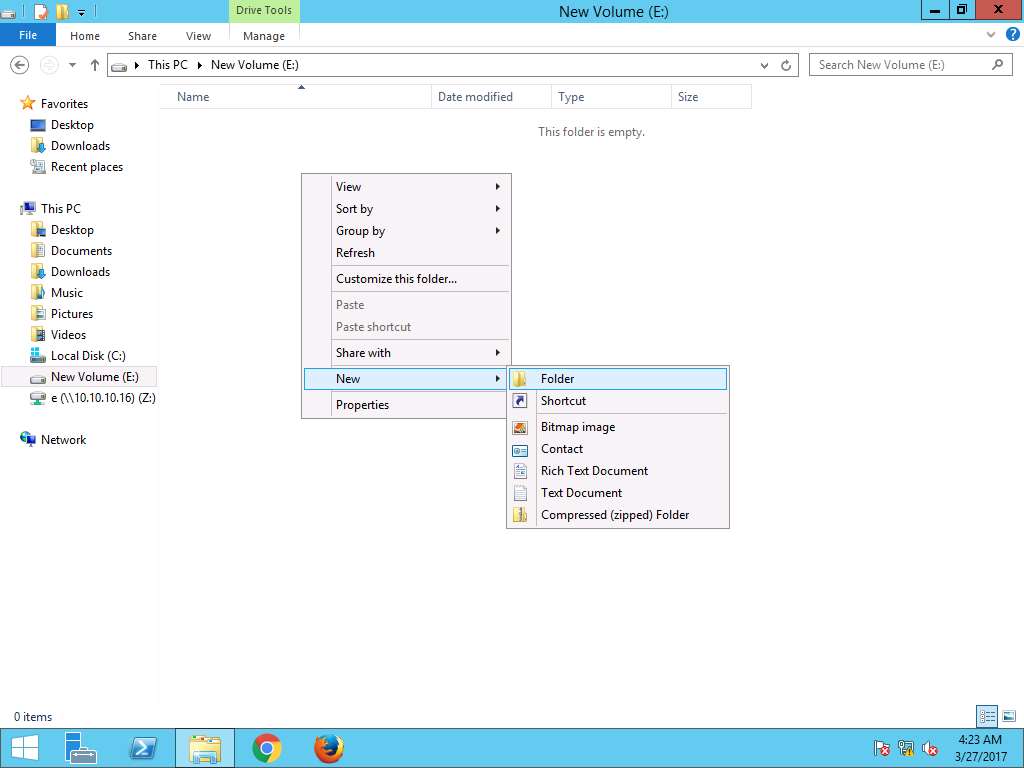 Drive Tools
New Volume (E:)
File
Home
Share
View
Manage
This PC
New Volume (E:)
Search New Volume (E:)
Name
Date modified
Type
Size
This folder is empty.
Favorites
Desktop
Downloads
Recent places
This PC
Desktop
Documents
Downloads
Music
Pictures
Videos
Local Disk (C:)
New Volume (E:)
e (\\10.10.10.16) (Z:)
Network
View
Sort by
Group by
Refresh
Customize this folder...
Paste
Paste shortcut
Share with
New
Properties
Folder
Shortcut
Bitmap image
Contact
Rich Text Document
Text Document
Compressed (zipped) Folder
0 items
4:23 AM
3/27/2017